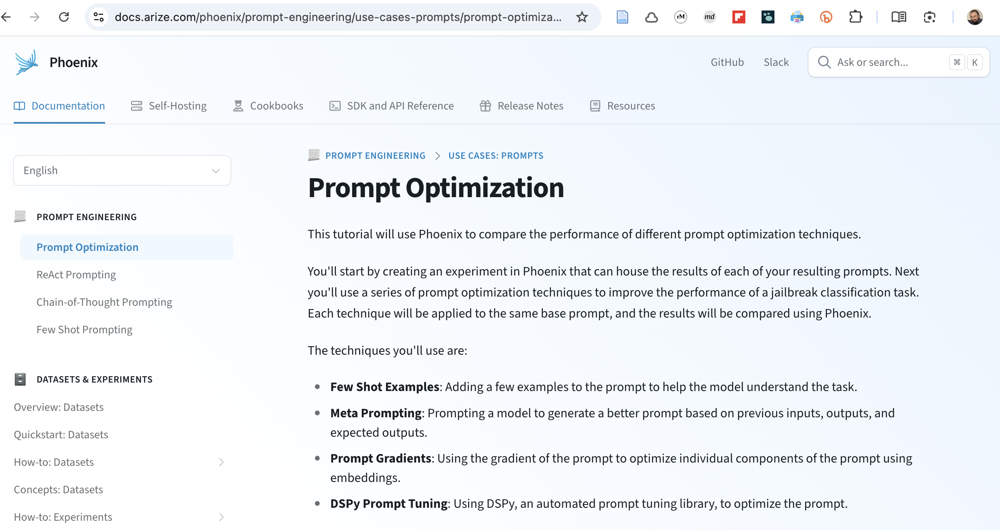 docs.arize.com/phoenix/prompt-engineering/use-cases-prompts/prompt-optimiza...
rM
md
Phoenix
GitHub
Slack
Ask or search...
⌘
K
Documentation
Self-Hosting
Cookbooks
SDK and API Reference
Release Notes
Resources
English
PROMPT ENGINEERING
Prompt Optimization
ReAct Prompting
Chain-of-Thought Prompting
Few Shot Prompting
DATASETS & EXPERIMENTS
Overview: Datasets
Quickstart: Datasets
How-to: Datasets
Concepts: Datasets
How-to: Experiments
PROMPT ENGINEERING > USE CASES: PROMPTS
Prompt Optimization
This tutorial will use Phoenix to compare the performance of different prompt optimization techniques.
You'll start by creating an experiment in Phoenix that can house the results of each of your resulting prompts. Next
you'll use a series of prompt optimization techniques to improve the performance of a jailbreak classification task.
Each technique will be applied to the same base prompt, and the results will be compared using Phoenix.
The techniques you'll use are:
• Few Shot Examples: Adding a few examples to the prompt to help the model understand the task.
• Meta Prompting: Prompting a model to generate a better prompt based on previous inputs, outputs, and
expected outputs.
• Prompt Gradients: Using the gradient of the prompt to optimize individual components of the prompt using
embeddings.
• DSPy Prompt Tuning: Using DSPy, an automated prompt tuning library, to optimize the prompt.